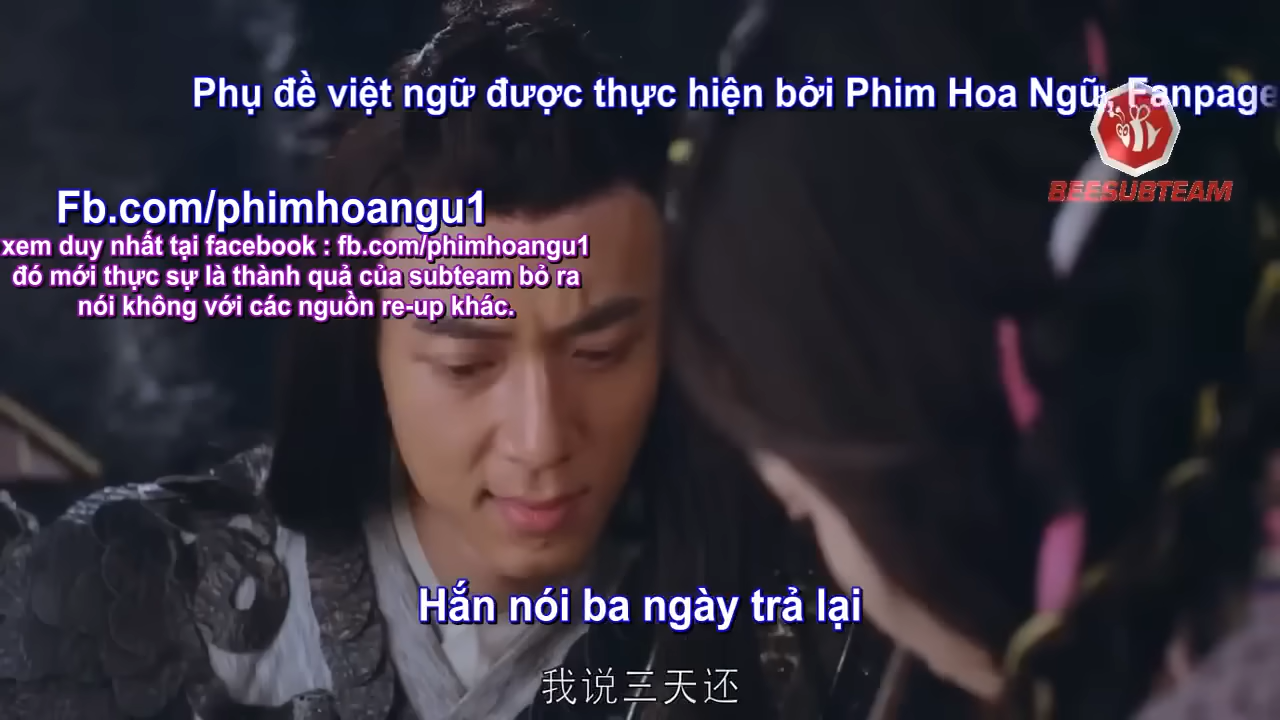 Phụ đề việt ngữ được thực hiện bởi Phim Hoa Ngữ, Fanpage
BEESUBTEAM
Fb.com/phimhoangu1
xem duy nhất tại facebook : fb.com/phimhoangu1
đó mới thực sự là thành quả của subteam bỏ ra
nói không với các nguồn re-up khác.
Hắn nói ba ngày trả lại
我说三天还